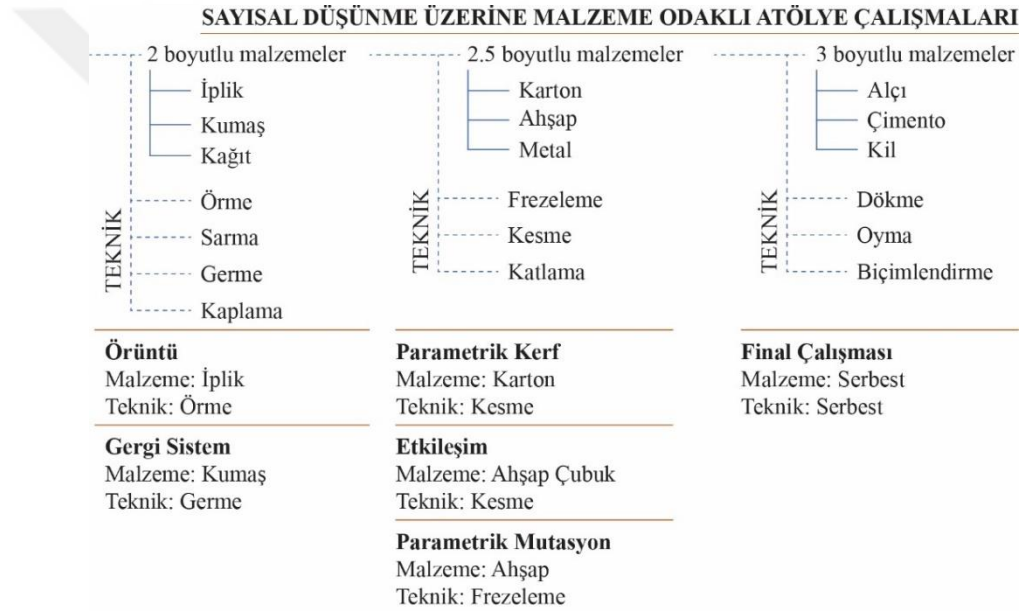 SAYISAL DÜŞÜNME ÜZERİNE MALZEME ODAKLI ATÖLYE ÇALIŞMALARI
2 boyutlu malzemeler
İplik
Kumaş
Kağıt
TEKNİK
Örme
Sarma
Germe
Kaplama
Örüntü
Malzeme: İplik
Teknik: Örme
Gergi Sistem
Malzeme: Kumaş
Teknik: Germe
2.5 boyutlu malzemeler
Karton
Ahşap
Metal
TEKNİK
Frezeleme
Kesme
Katlama
Parametrik Kerf
Malzeme: Karton
Teknik: Kesme
Etkileşim
Malzeme: Ahşap Çubuk
Teknik: Kesme
Parametrik Mutasyon
Malzeme: Ahşap
Teknik: Frezeleme
3 boyutlu malzemeler
Alçı
Çimento
Kil
TEKNİK
Dökme
Oyma
Biçimlendirme
Final Çalışması
Malzeme: Serbest
Teknik: Serbest